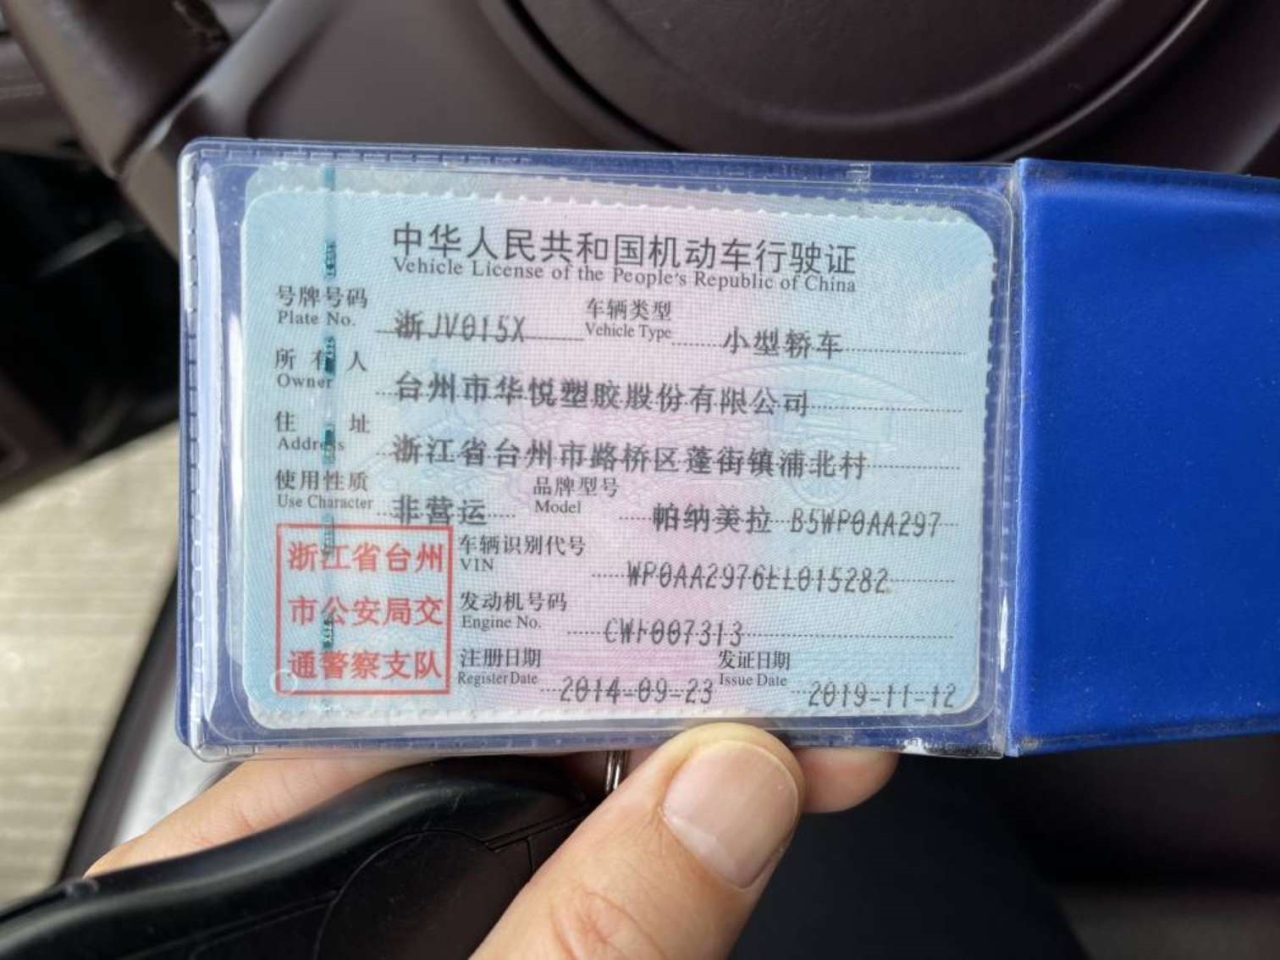 中华人民共和国机动车行驶证
Vehicle License of the People's Republic of China
号牌号码 浙JV015X 车辆类型 小型轿车
Plate No. Vehicle Type
所有人 台州市华悦塑胶股份有限公司
Owner
住址 浙江省台州市路桥区蓬街镇浦北村
Address
使用性质 非营运 品牌型号 帕纳美拉 B5WP0AA297
Use Character Model
浙江省台州
市公安局交
通警察支队
车辆识别代号 WP0AA2976EL015282
VIN
发动机号码 CWF007313
Engine No.
注册日期 2014-09-23 发证日期 2019-11-12
Register Date Issue Date